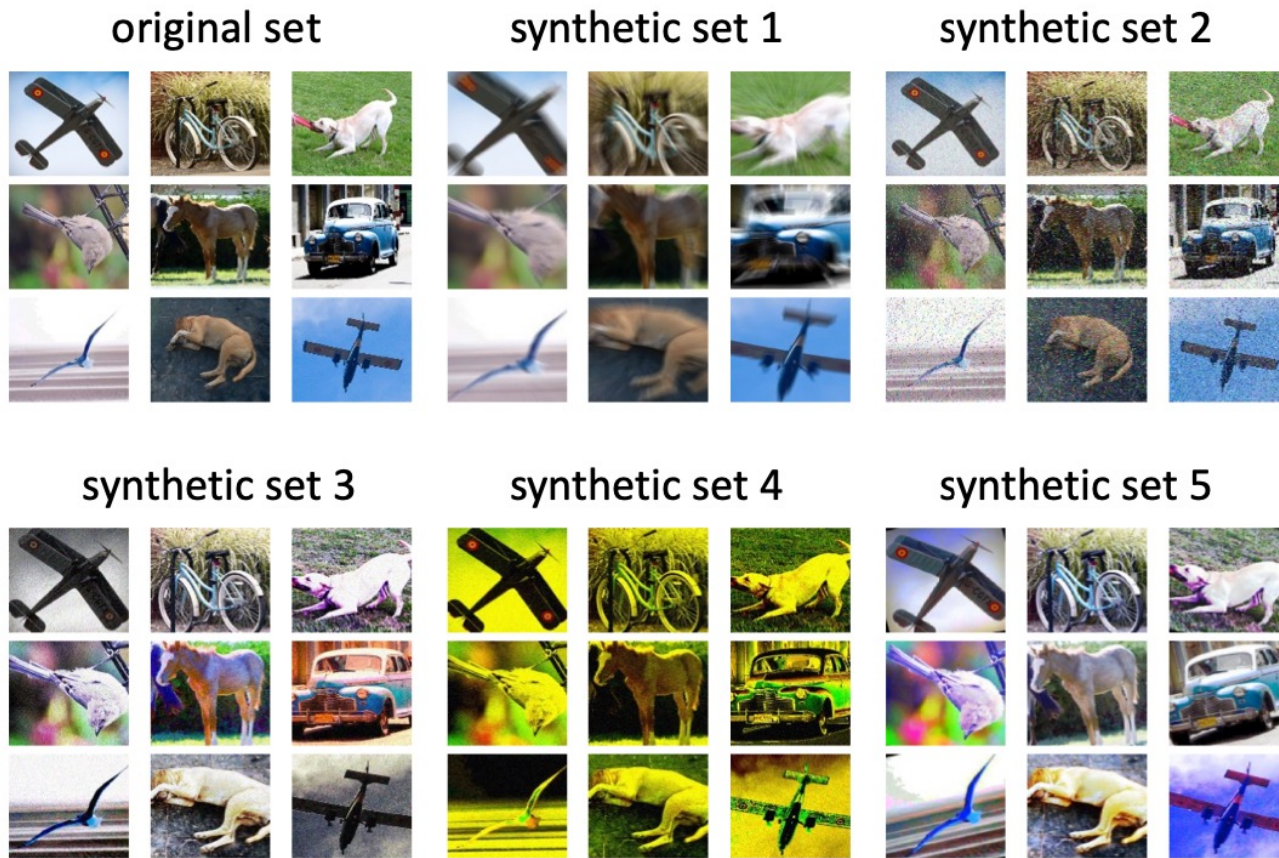 original set
synthetic set 1
synthetic set 2
synthetic set 3
synthetic set 4
synthetic set 5